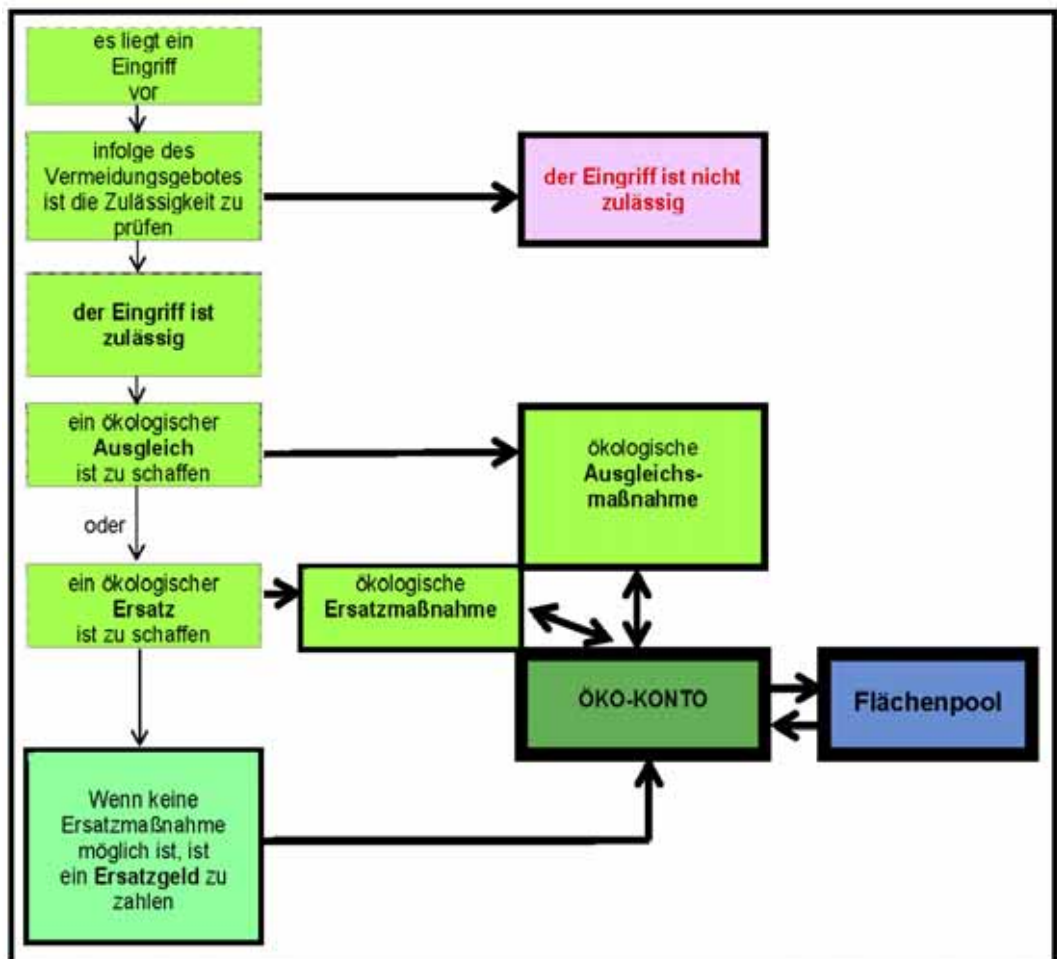 es liegt ein
Eingriff
vor
infolge des
Vermeidungsgebotes
ist die Zulässigkeit zu
prüfen
der Eingriff ist nicht
zulässig
der Eingriff ist
zulässig
ein ökologischer
Ausgleich
ist zu schaffen
ökologische
Ausgleichs-
maßnahme
oder
ein ökologischer
Ersatz
ist zu schaffen
ökologische
Ersatzmaßnahme
ÖKO-KONTO
Flächenpool
Wenn keine
Ersatzmaßnahme
möglich ist, ist
ein Ersatzgeld zu
zahlen